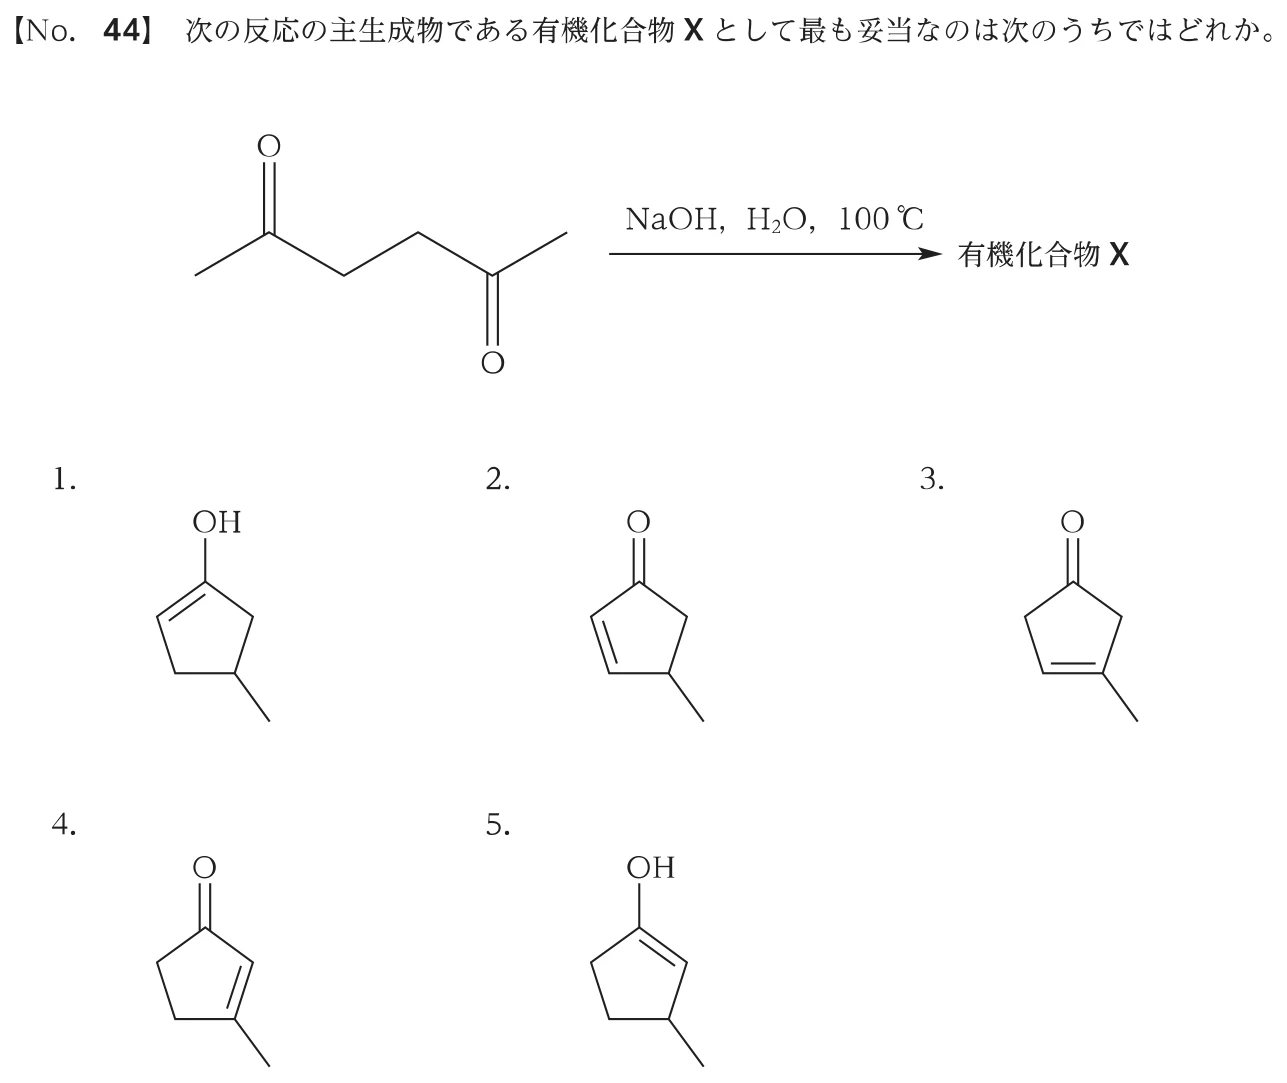 【No. 44】 次の反応の主生成物である有機化合物 X として最も妥当なのは次のうちではどれか。
O
NaOH, H₂O, 100 ℃
有機化合物 X
O
1. 2. 3.
OH O O
4. 5.
O OH